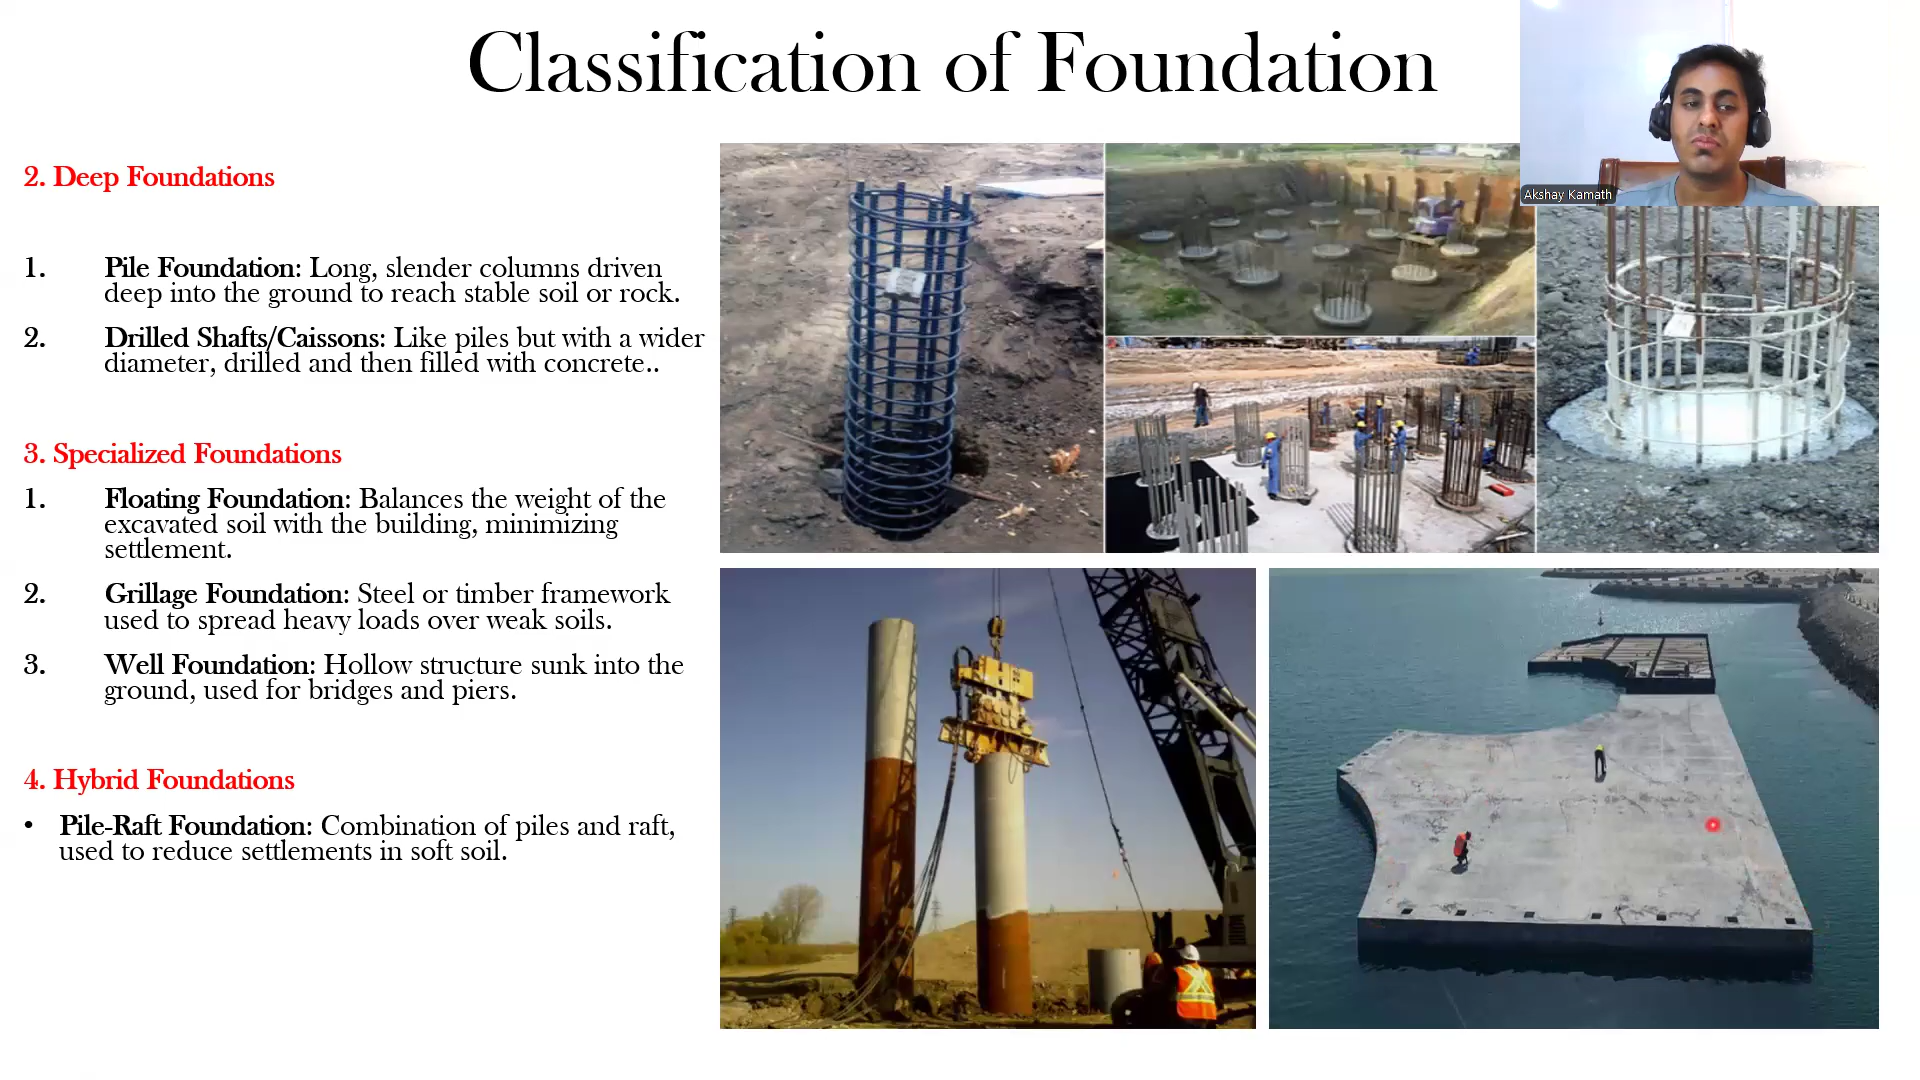 Classification of Foundation
Akshay Kamath
2. Deep Foundations
1. Pile Foundation: Long, slender columns driven
deep into the ground to reach stable soil or rock.
2. Drilled Shafts/Caissons: Like piles but with a wider
diameter, drilled and then filled with concrete..
3. Specialized Foundations
1. Floating Foundation: Balances the weight of the
excavated soil with the building, minimizing
settlement.
2. Grillage Foundation: Steel or timber framework
used to spread heavy loads over weak soils.
3. Well Foundation: Hollow structure sunk into the
ground, used for bridges and piers.
4. Hybrid Foundations
• Pile-Raft Foundation: Combination of piles and raft,
used to reduce settlements in soft soil.